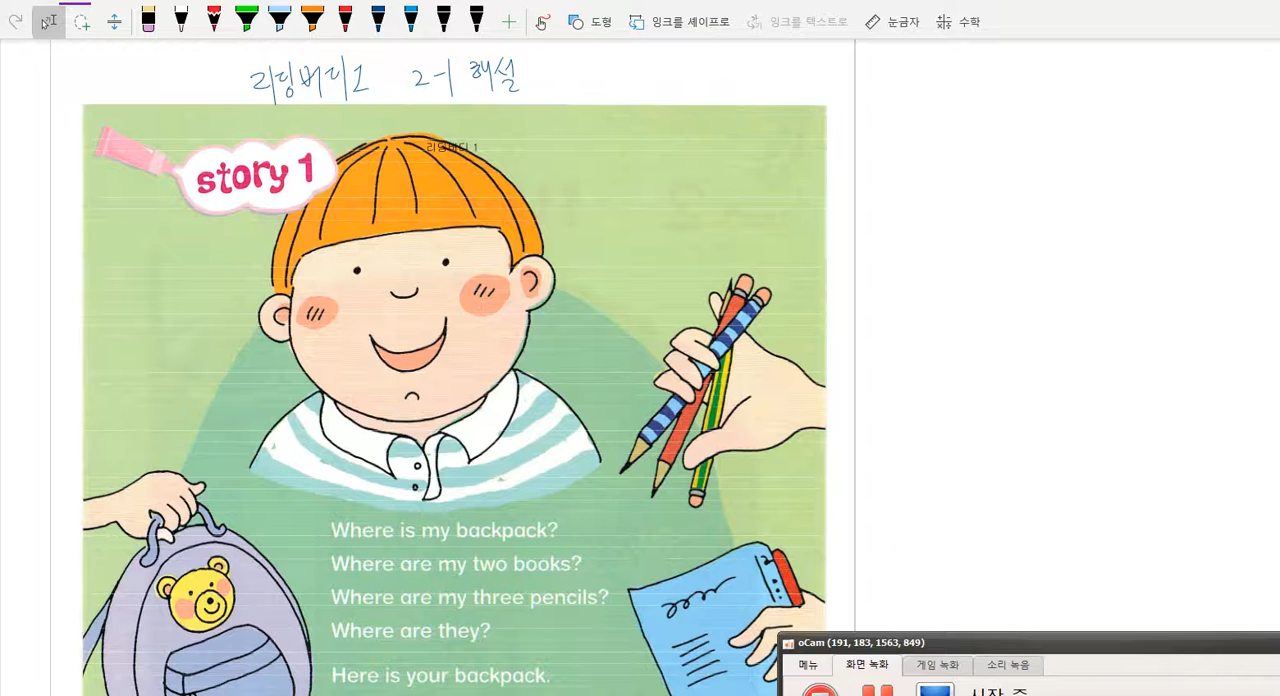 도형
잉크를 셰이프로
잉크를 텍스트로
눈금자
수학
리딩버디1 2-1 해설
리딩버디 1
story 1
Where is my backpack?
Where are my two books?
Where are my three pencils?
Where are they?
Here is your backpack.
oCam (191, 183, 1563, 849)
메뉴
화면 녹화
게임 녹화
소리 녹음
시작 중